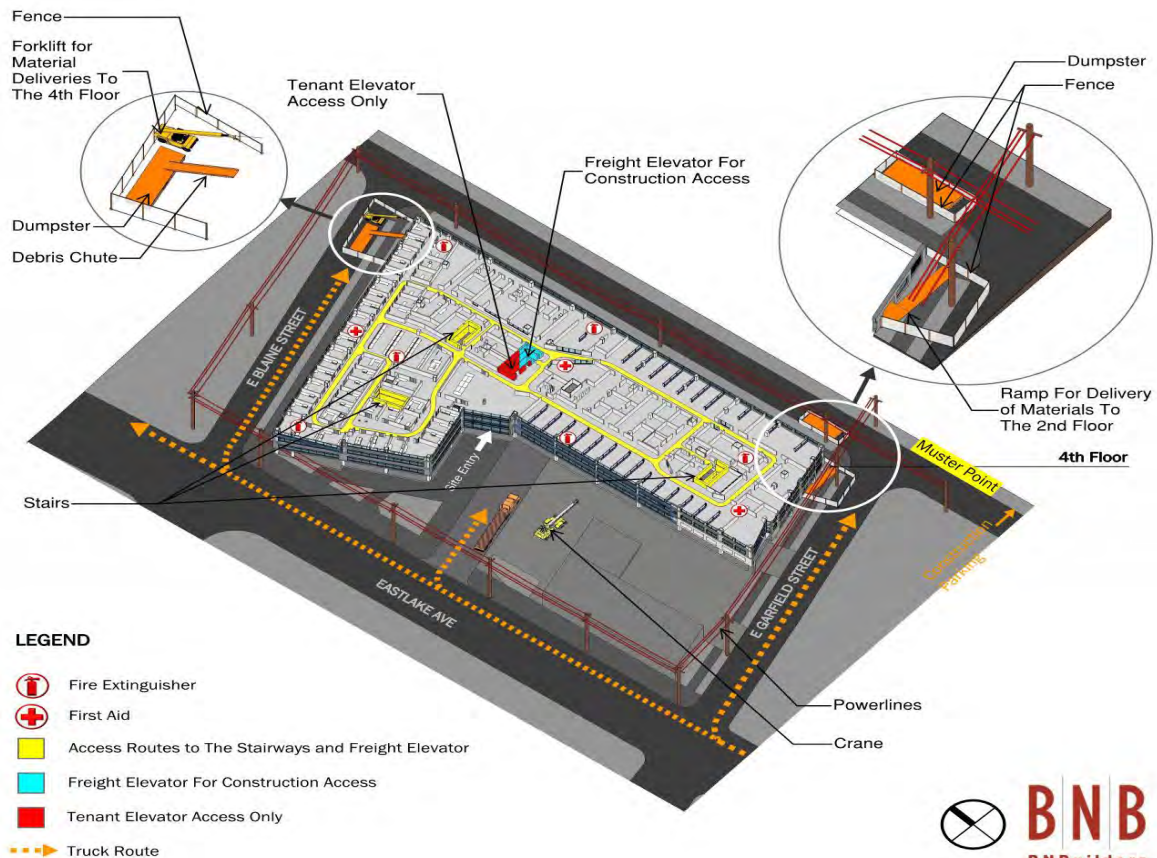 Fence
Forklift for
Material
Deliveries To
The 4th Floor
Dumpster
Debris Chute
Tenant Elevator
Access Only
Freight Elevator For
Construction Access
Dumpster
Fence
Ramp For Delivery
of Materials To
The 2nd Floor
4th Floor
Muster Point
Construction
Parking
E BLAINE STREET
Site Entry
Stairs
EASTLAKE AVE
E GARFIELD STREET
Powerlines
Crane
LEGEND
Fire Extinguisher
First Aid
Access Routes to The Stairways and Freight Elevator
Freight Elevator For Construction Access
Tenant Elevator Access Only
Truck Route
BNB